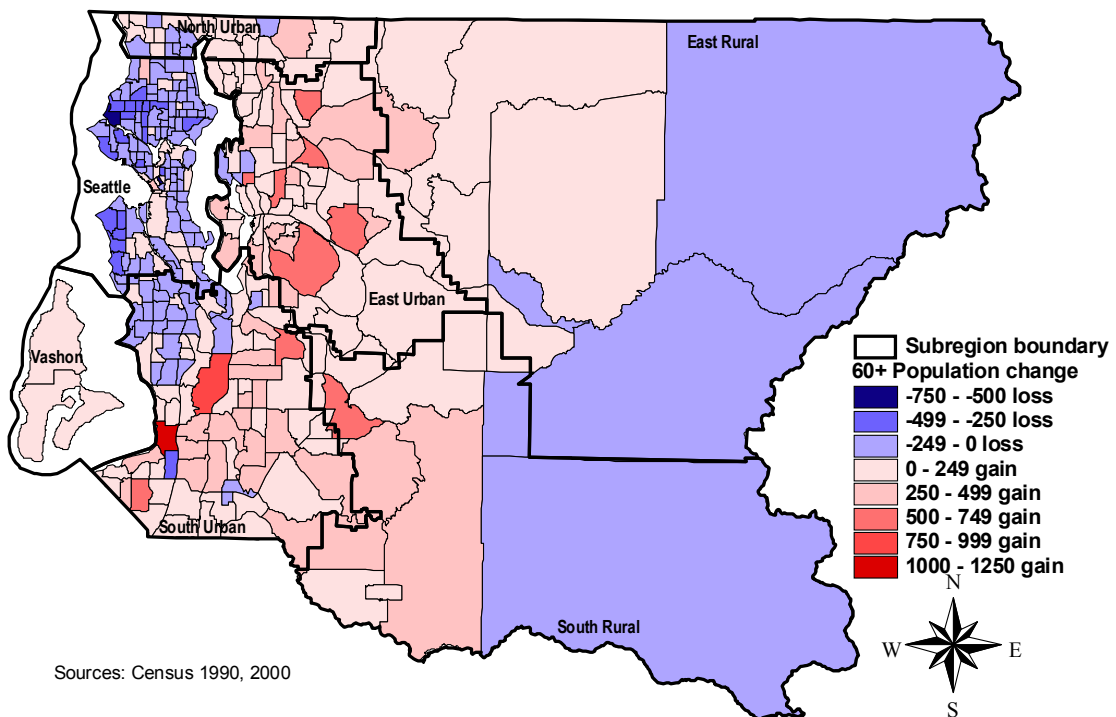 North Urban
East Rural
Seattle
East Urban
Vashon
South Urban
South Rural
Subregion boundary
60+ Population change
-750 - -500 loss
-499 - -250 loss
-249 - 0 loss
0 - 249 gain
250 - 499 gain
500 - 749 gain
750 - 999 gain
1000 - 1250 gain
N
W
E
S
Sources: Census 1990, 2000